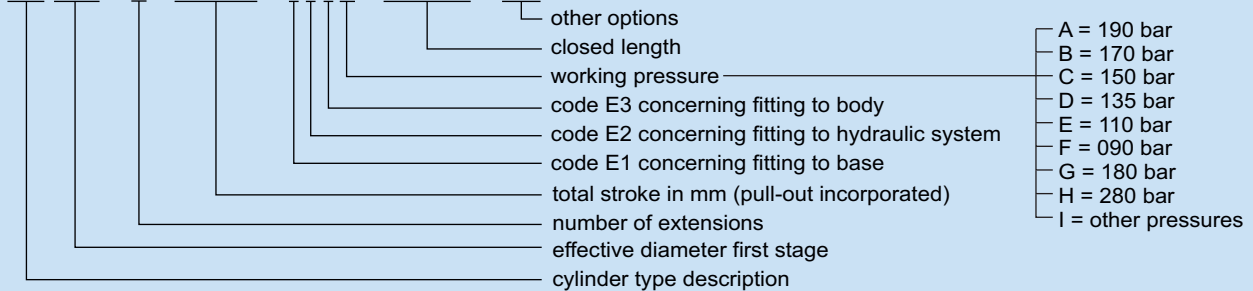 other options
closed length
working pressure
code E3 concerning fitting to body
code E2 concerning fitting to hydraulic system
code E1 concerning fitting to base
total stroke in mm (pull-out incorporated)
number of extensions
effective diameter first stage
cylinder type description
A = 190 bar
B = 170 bar
C = 150 bar
D = 135 bar
E = 110 bar
F = 090 bar
G = 180 bar
H = 280 bar
I = other pressures